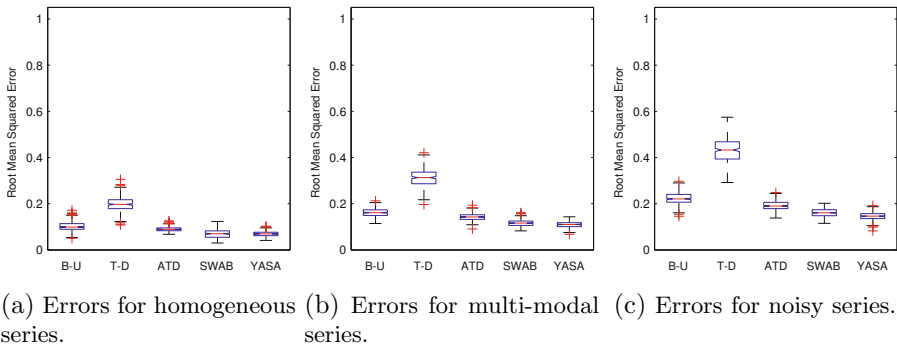 1
0.8
0.6
0.4
0.2
0
Root Mean Squared Error
B-U T-D ATD SWAB YASA
1
0.8
0.6
0.4
0.2
0
Root Mean Squared Error
B-U T-D ATD SWAB YASA
1
0.8
0.6
0.4
0.2
0
Root Mean Squared Error
B-U T-D ATD SWAB YASA
(a) Errors for homogeneous
series.
(b) Errors for multi-modal
series.
(c) Errors for noisy series.